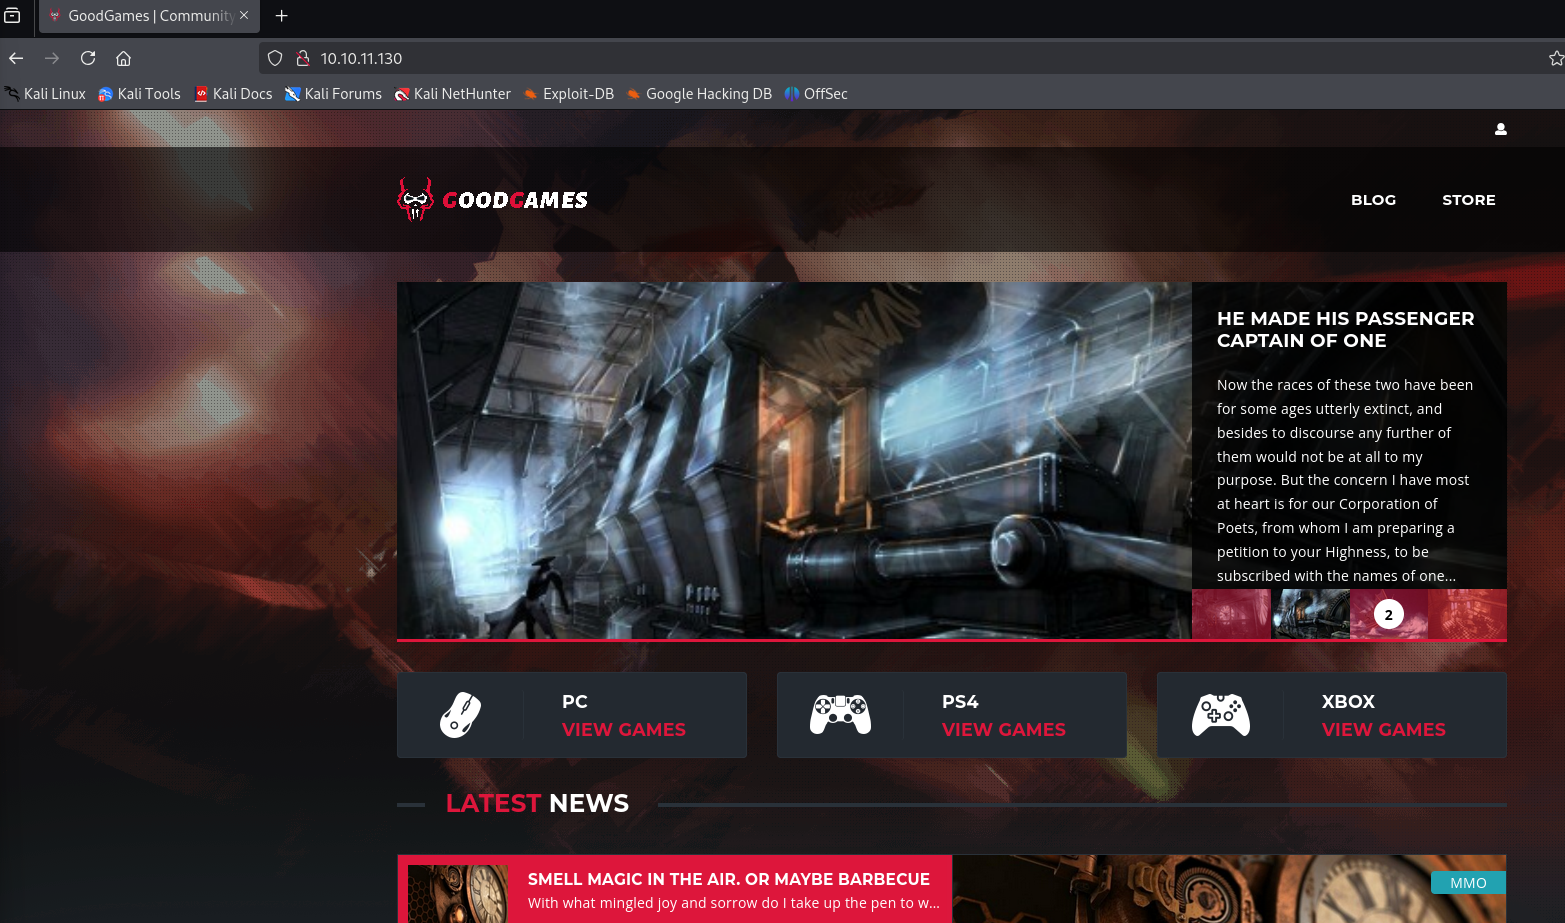 GoodGames | Community
10.10.11.130
Kali Linux Kali Tools Kali Docs Kali Forums Kali NetHunter Exploit-DB Google Hacking DB OffSec
GOODGAMES
BLOG STORE
HE MADE HIS PASSENGER
CAPTAIN OF ONE
Now the races of these two have been
for some ages utterly extinct, and
besides to discourse any further of
them would not be at all to my
purpose. But the concern I have most
at heart is for our Corporation of
Poets, from whom I am preparing a
petition to your Highness, to be
subscribed with the names of one...
2
PC
VIEW GAMES
PS4
VIEW GAMES
XBOX
VIEW GAMES
LATEST NEWS
SMELL MAGIC IN THE AIR. OR MAYBE BARBECUE
With what mingled joy and sorrow do I take up the pen to w...
MMO